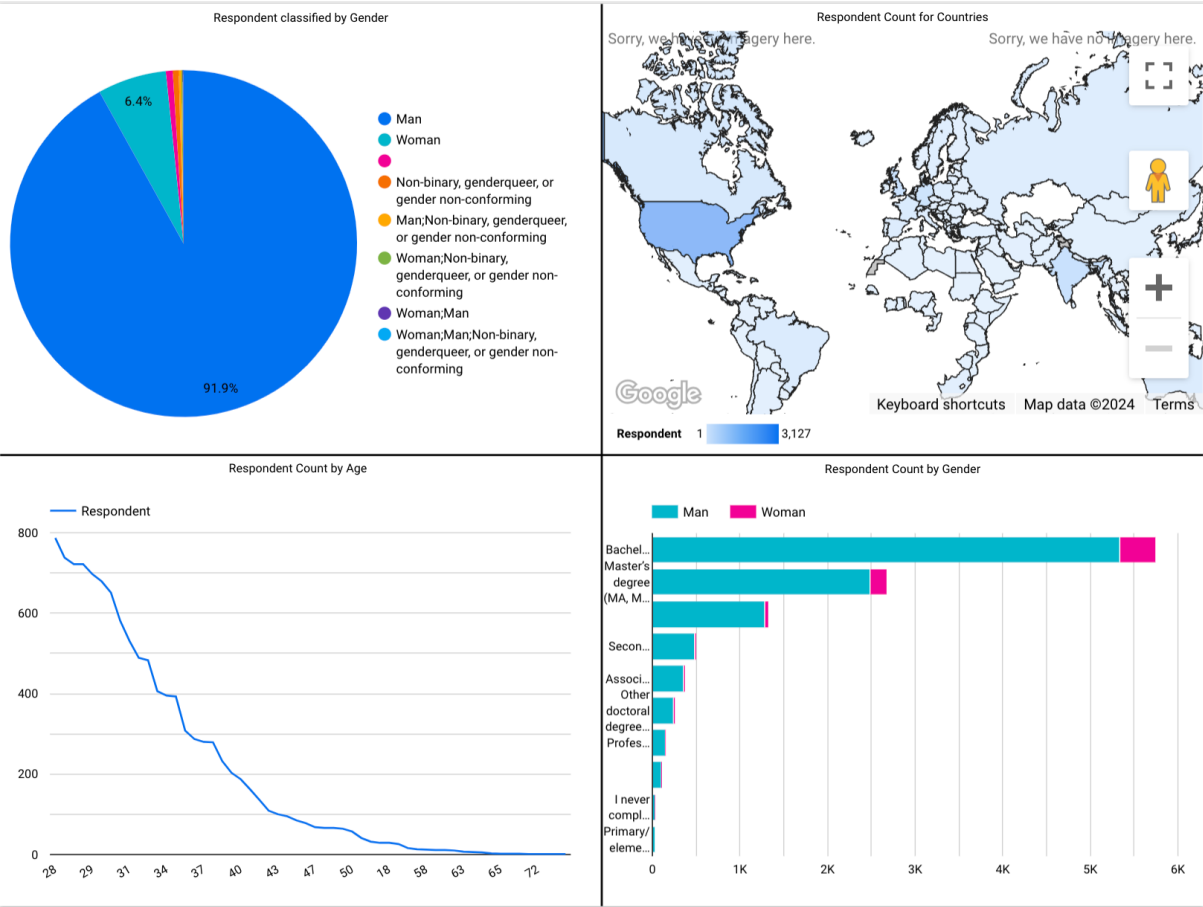 Respondent classified by Gender
6.4%
91.9%
Man
Woman
Non-binary, genderqueer, or
gender non-conforming
Man;Non-binary, genderqueer,
or gender non-conforming
Woman;Non-binary,
genderqueer, or gender non-
conforming
Woman;Man
Woman;Man;Non-binary,
genderqueer, or gender non-
conforming
Respondent Count for Countries
Sorry, we have no imagery here.
Sorry, we have no imagery here.
Google
Keyboard shortcuts
Map data ©2024
Terms
Respondent
1
3,127
Respondent Count by Age
Respondent
800
600
400
200
0
28
29
31
34
37
40
43
47
50
18
58
63
65
72
Respondent Count by Gender
Man
Woman
Bachel...
Master's
degree
(MA, M...
Secon...
Associ...
Other
doctoral
degree...
Profes...
I never
compl...
Primary/
eleme...
0
1K
2K
3K
4K
5K
6K